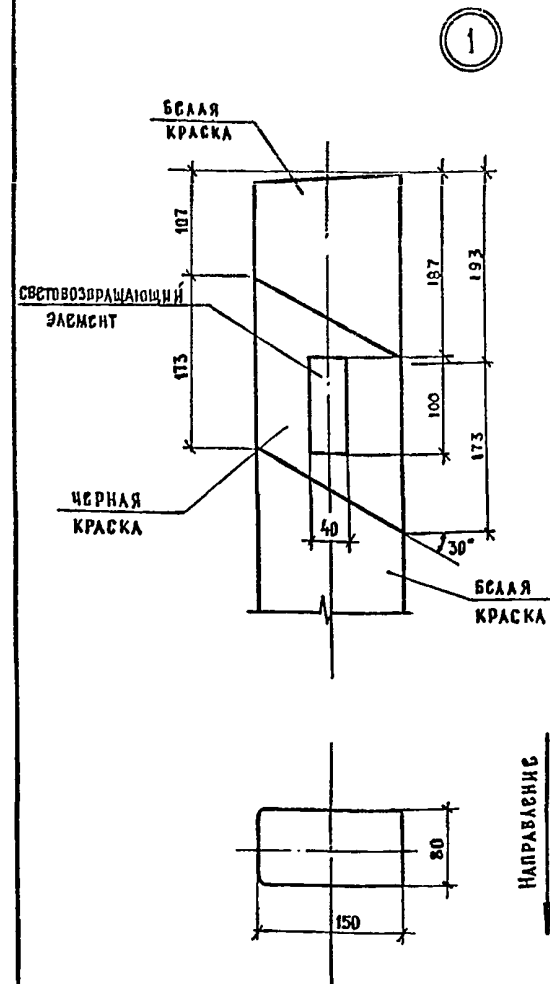 1
БЕЛАЯ
КРАСКА
107
187
193
СВЕТОВОЗВРАЩАЮЩИЙ
ЭЛЕМЕНТ
173
100
173
ЧЕРНАЯ
КРАСКА
40
30°
БЕЛАЯ
КРАСКА
НАПРАВЛЕНИЕ
80
150